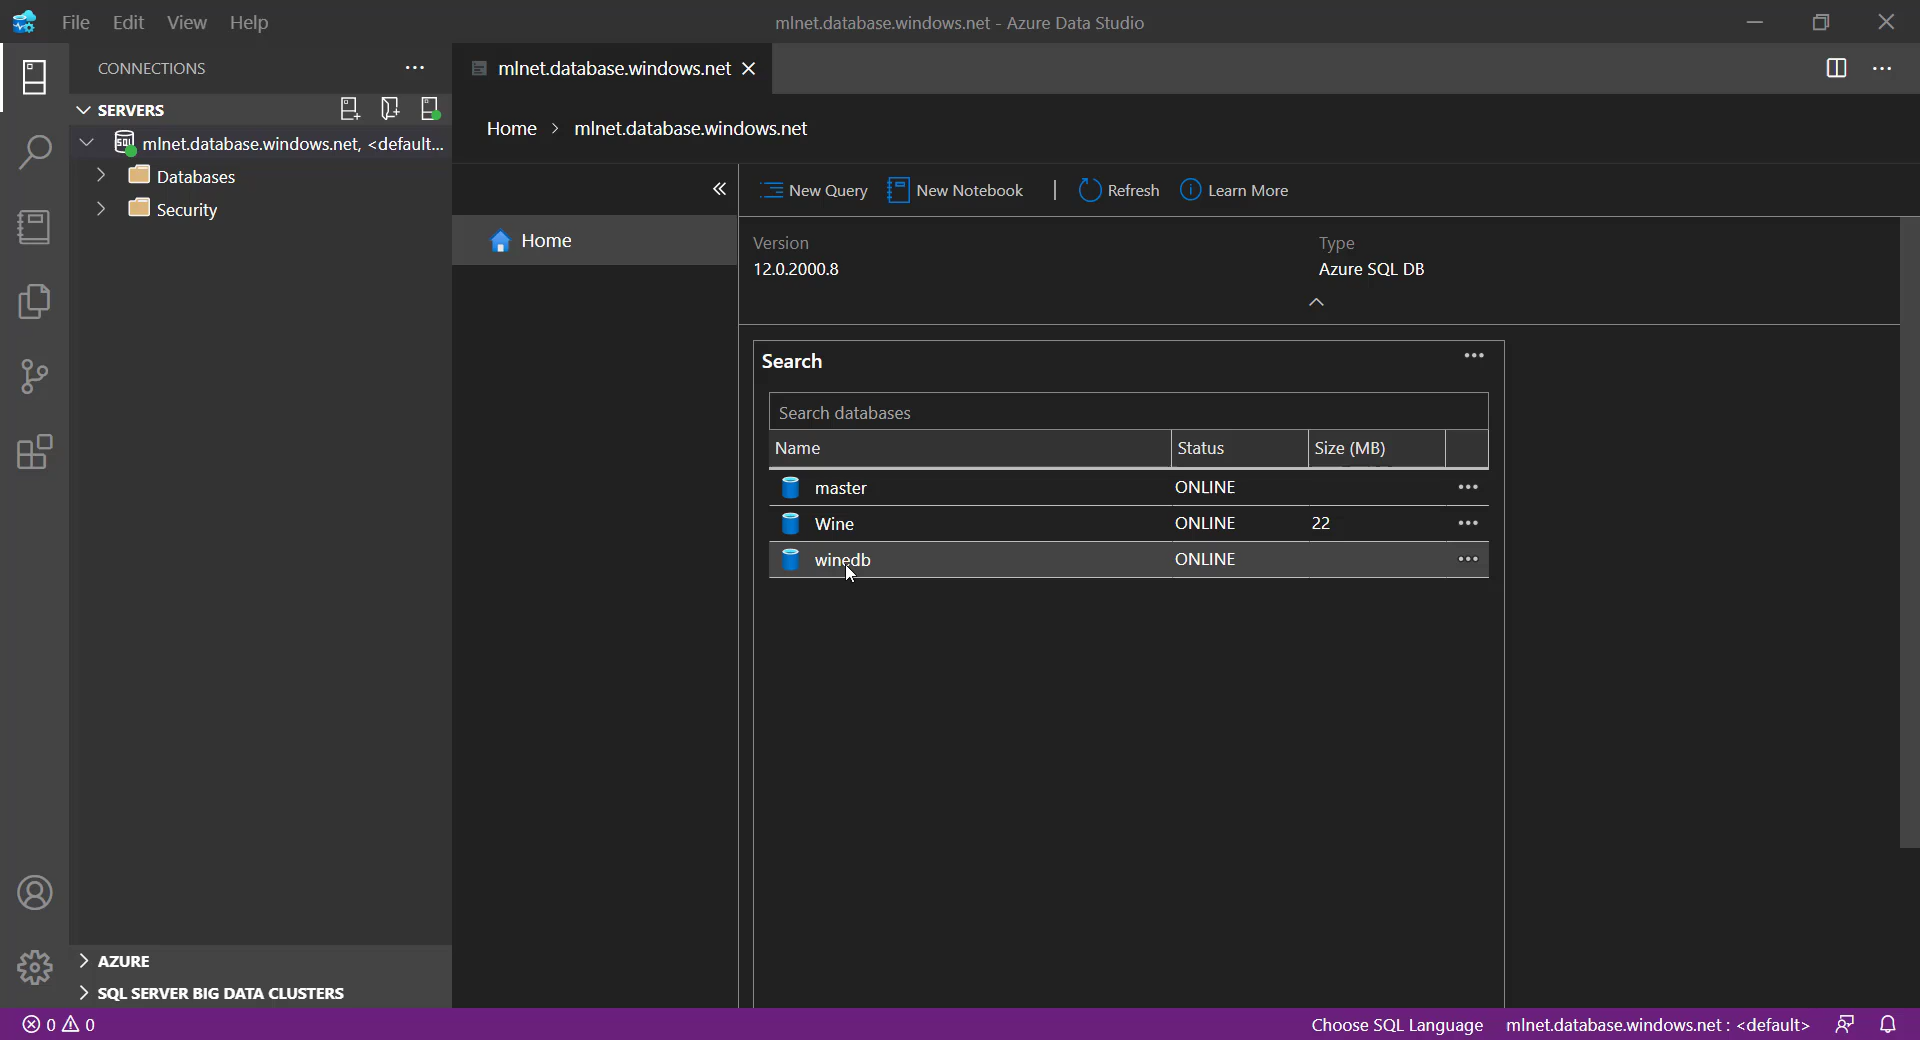 File Edit View Help
mlnet.database.windows.net - Azure Data Studio
CONNECTIONS
SERVERS
mlnet.database.windows.net, <default...
Databases
Security
AZURE
SQL SERVER BIG DATA CLUSTERS
mlnet.database.windows.net
Home > mlnet.database.windows.net
Home
New Query New Notebook | Refresh Learn More
Version Type
12.0.2000.8 Azure SQL DB
Search
Search databases
Name Status Size (MB)
master ONLINE
Wine ONLINE 22
winedb ONLINE
0 0 Choose SQL Language mlnet.database.windows.net : <default>